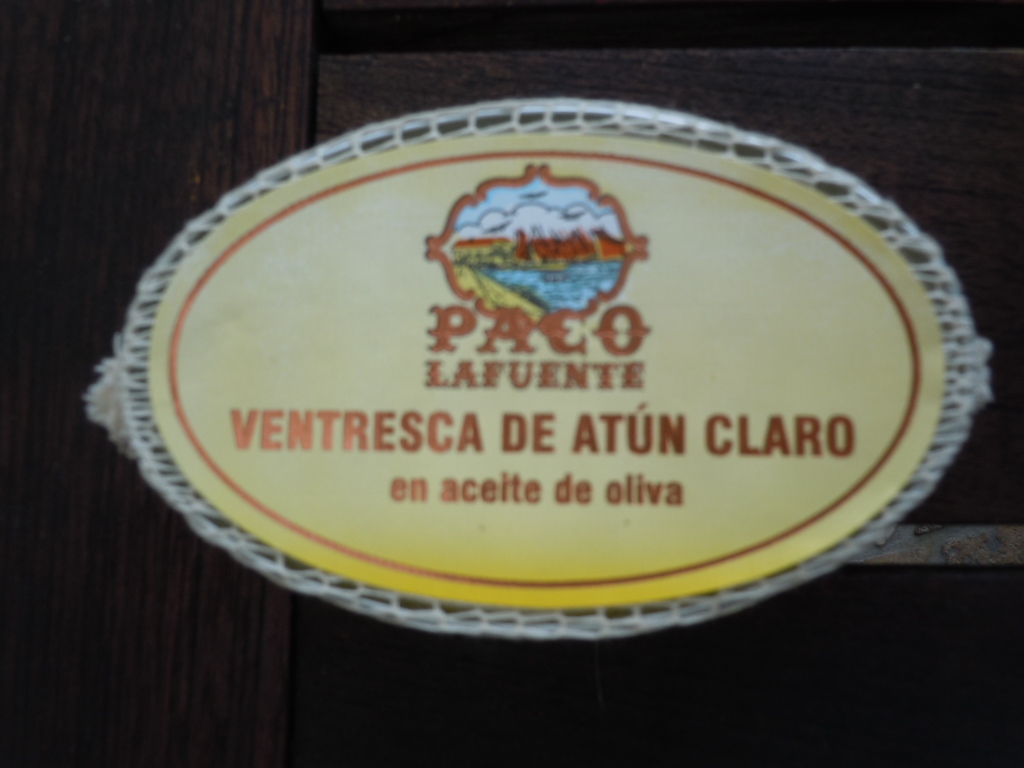 PACO
LAFUENTE
VENTRESCA DE ATÚN CLARO
en aceite de oliva